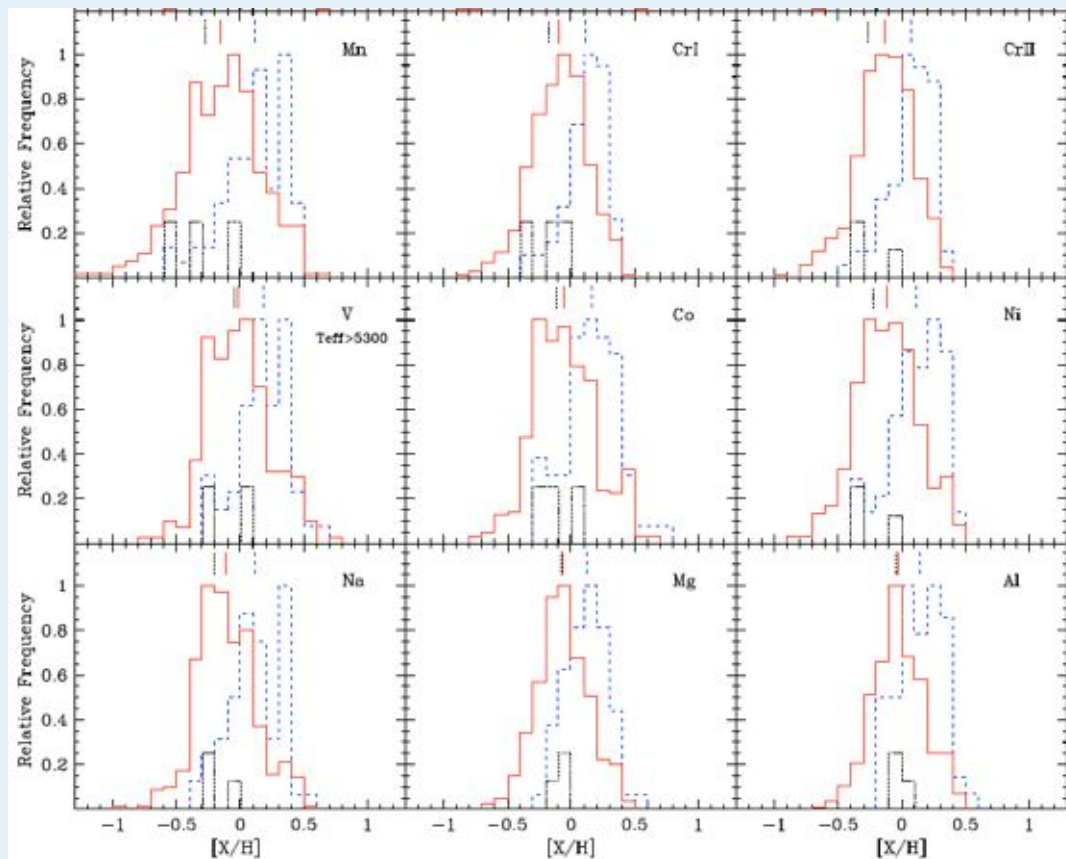 Mn
CrI
CrII
Relative Frequency
1
0.8
0.6
0.4
0.2
V
Teff>5300
Co
Ni
Relative Frequency
1
0.8
0.6
0.4
0.2
Na
Mg
Al
Relative Frequency
1
0.8
0.6
0.4
0.2
−1 −0.5 0 0.5 1 −1 −0.5 0 0.5 1 −1 −0.5 0 0.5 1
[X/H] [X/H] [X/H]